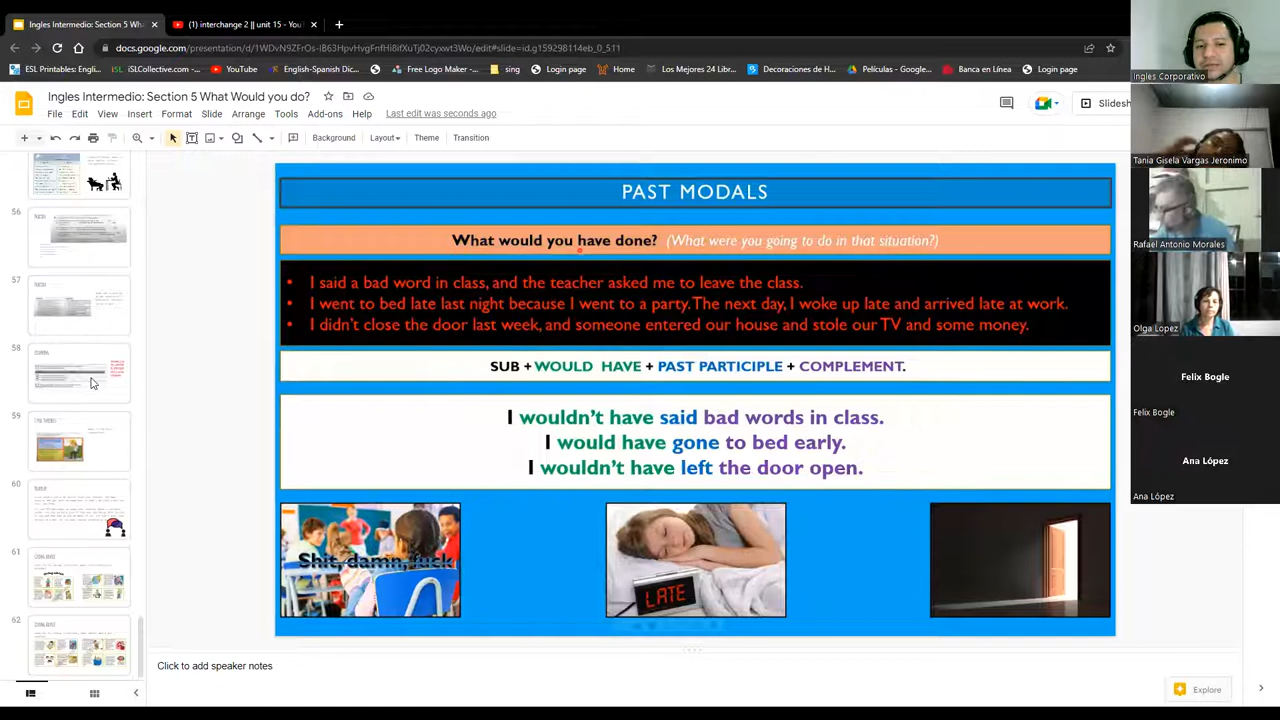 Ingles Intermedio: Section 5 What W
(1) interchange 2 || unit 15 - You
docs.google.com/presentation/d/
ESL Printables: Engli...
iSLCollective.com - ...
YouTube
English-Spanish Dic...
Free Logo Maker -...
sing
Login page
Home
Los Mejores 24 Libr...
Decoraciones de H...
Películas - Google...
Banca en Línea
Login page
Ingles Corporativo
Ingles Intermedio: Section 5 What Would you do?
File Edit View Insert Format Slide Arrange Tools Add-ons Help Last edit was seconds ago
Slidesh
Background Layout Theme Transition
Tania Gisela Vargas Jeronimo
Rafael Antonio Morales
Olga Lopez
Felix Bogle
Felix Bogle
Ana López
Ana López
56
57
58
59
60
61
62
PAST MODALS
What would you have done? (What were you going to do in that situation?)
• I said a bad word in class, and the teacher asked me to leave the class.
• I went to bed late last night because I went to a party. The next day, I woke up late and arrived late at work.
• I didn't close the door last week, and someone entered our house and stole our TV and some money.
SUB + WOULD HAVE + PAST PARTICIPLE + COMPLEMENT.
I wouldn't have said bad words in class.
I would have gone to bed early.
I wouldn't have left the door open.
Shit, damn, fuck
LATE
Click to add speaker notes
Explore